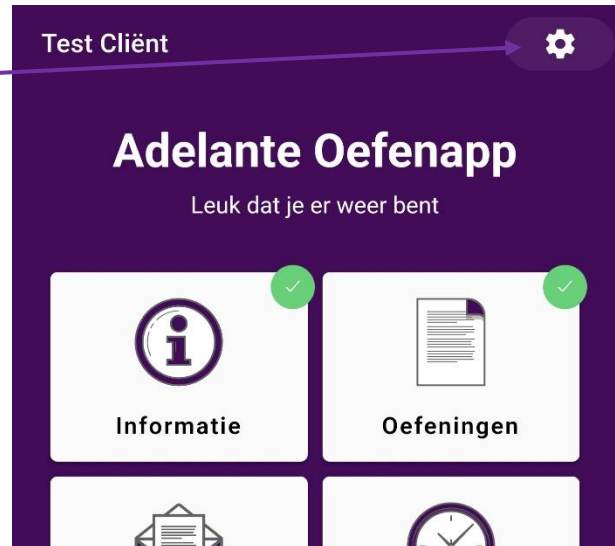 Test Cliënt
Adelante Oefenapp
Leuk dat je er weer bent
Informatie
Oefeningen